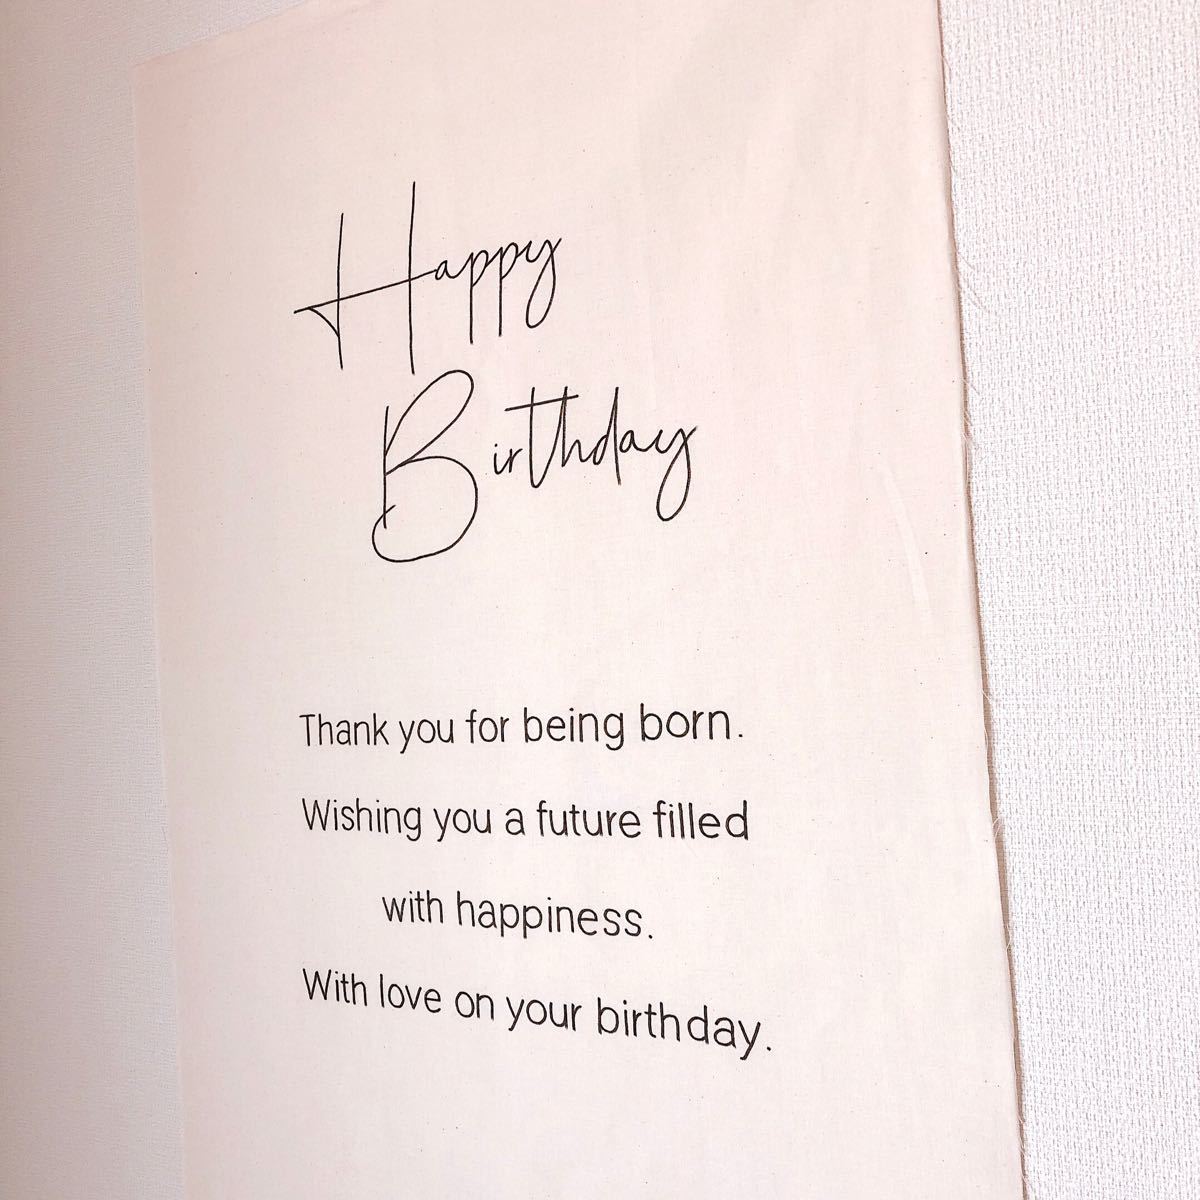 Happy
Birthday
Thank you for being born.
Wishing you a future filled
with happiness.
With love on your birthday.